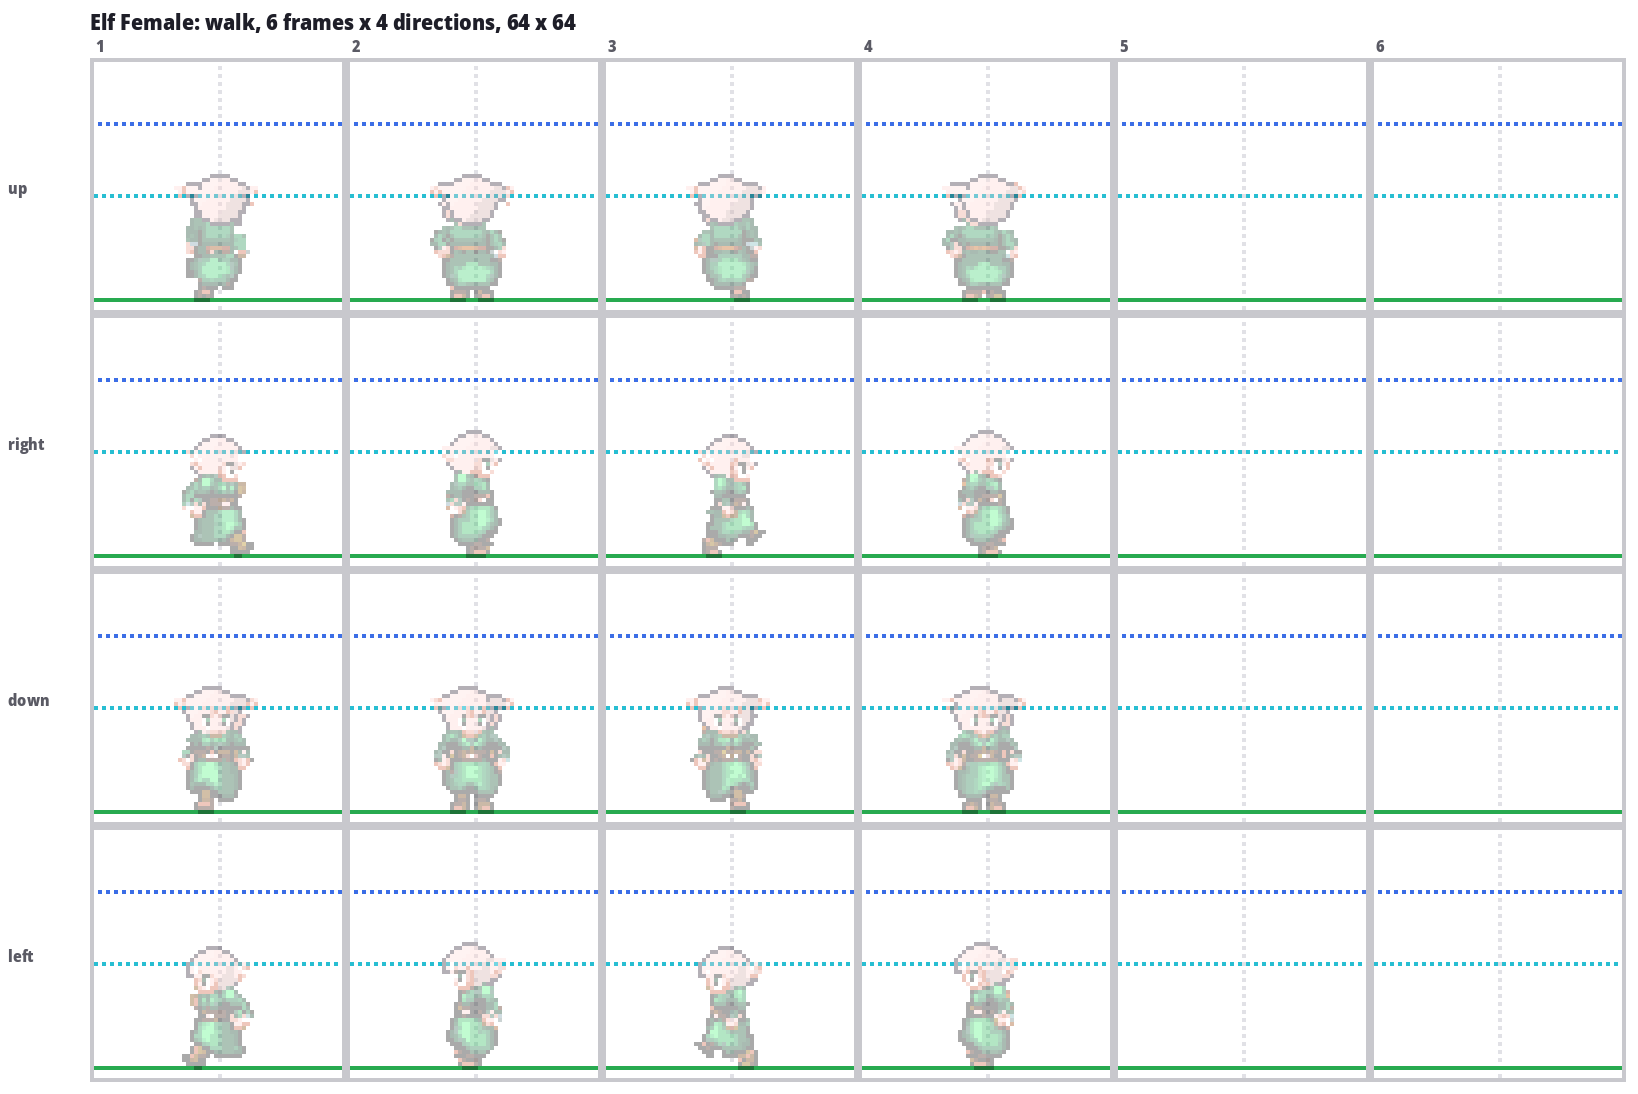 Elf Female: walk, 6 frames x 4 directions, 64 x 64
1 2 3 4 5 6
up
right
down
left